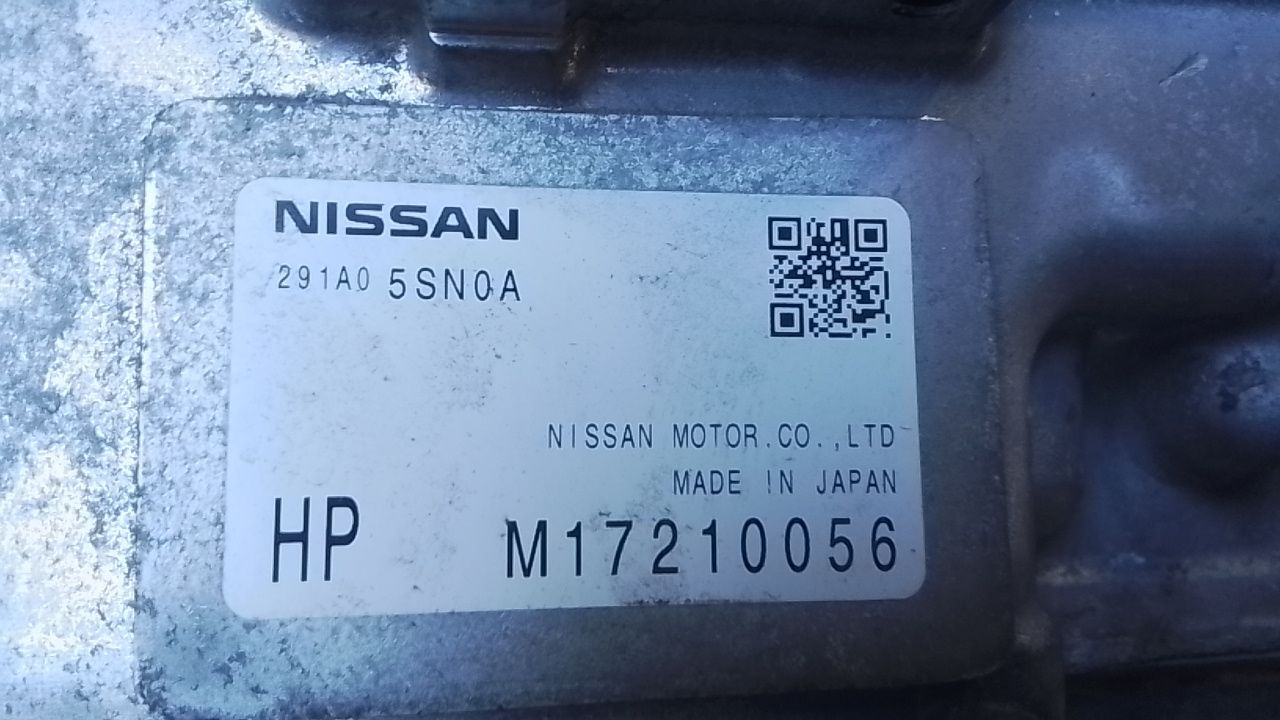 NISSAN
291A0 5SN0A
NISSAN MOTOR.CO.,LTD
MADE IN JAPAN
HP M17210056